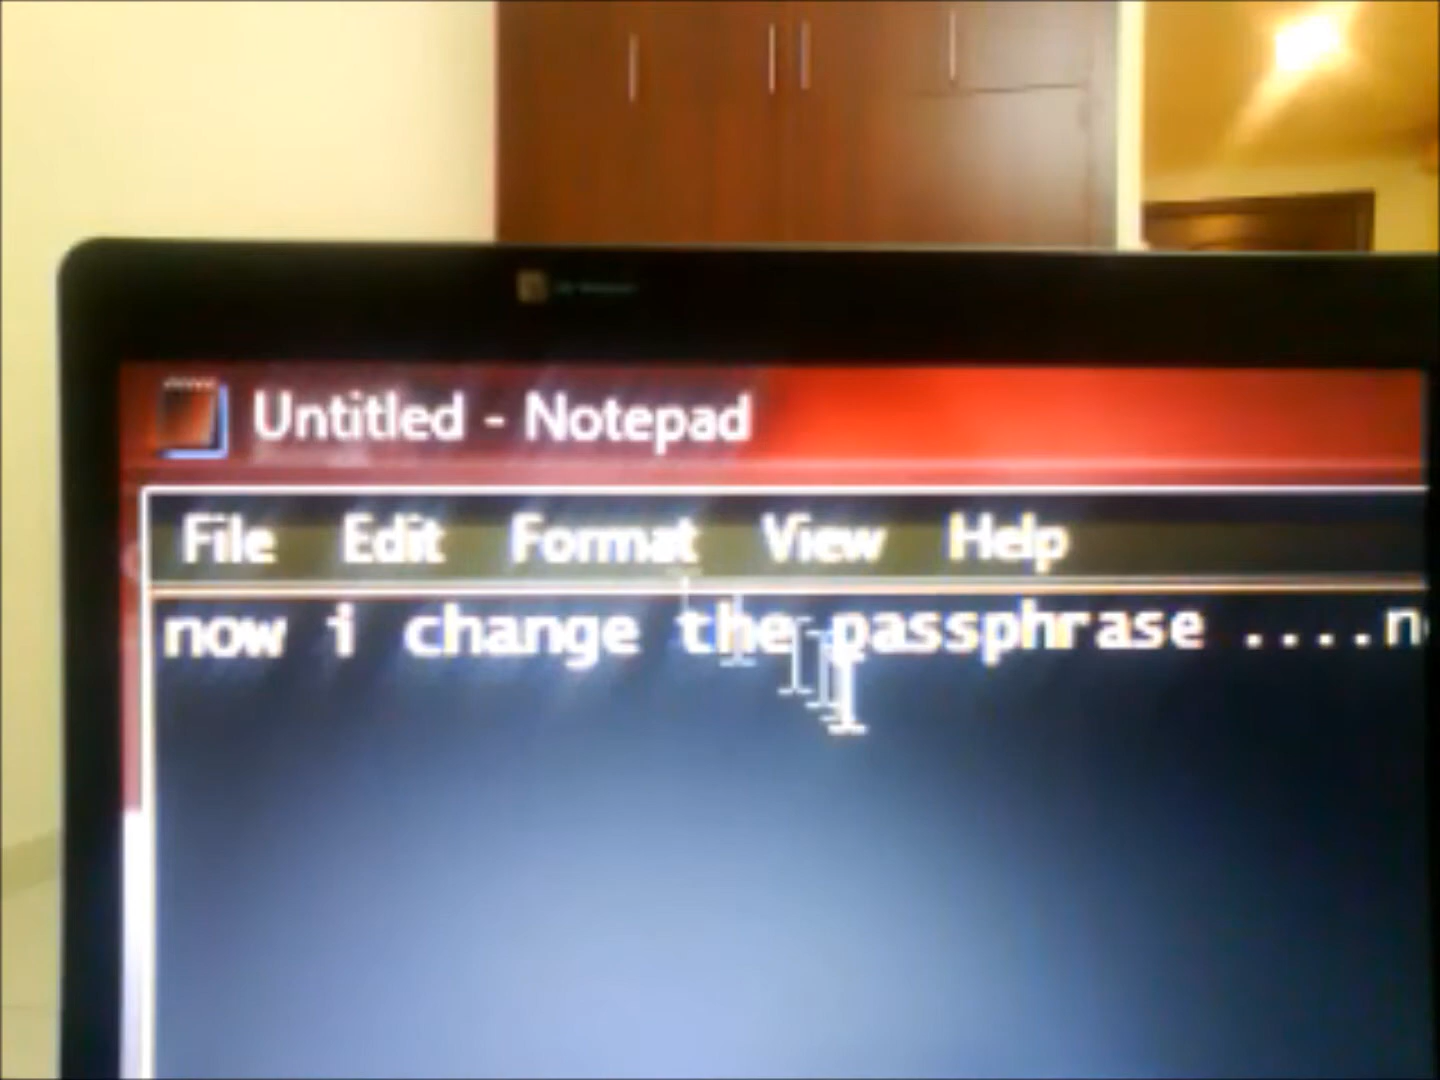 Untitled - Notepad
File Edit Format View Help
now i change the passphrase ....n